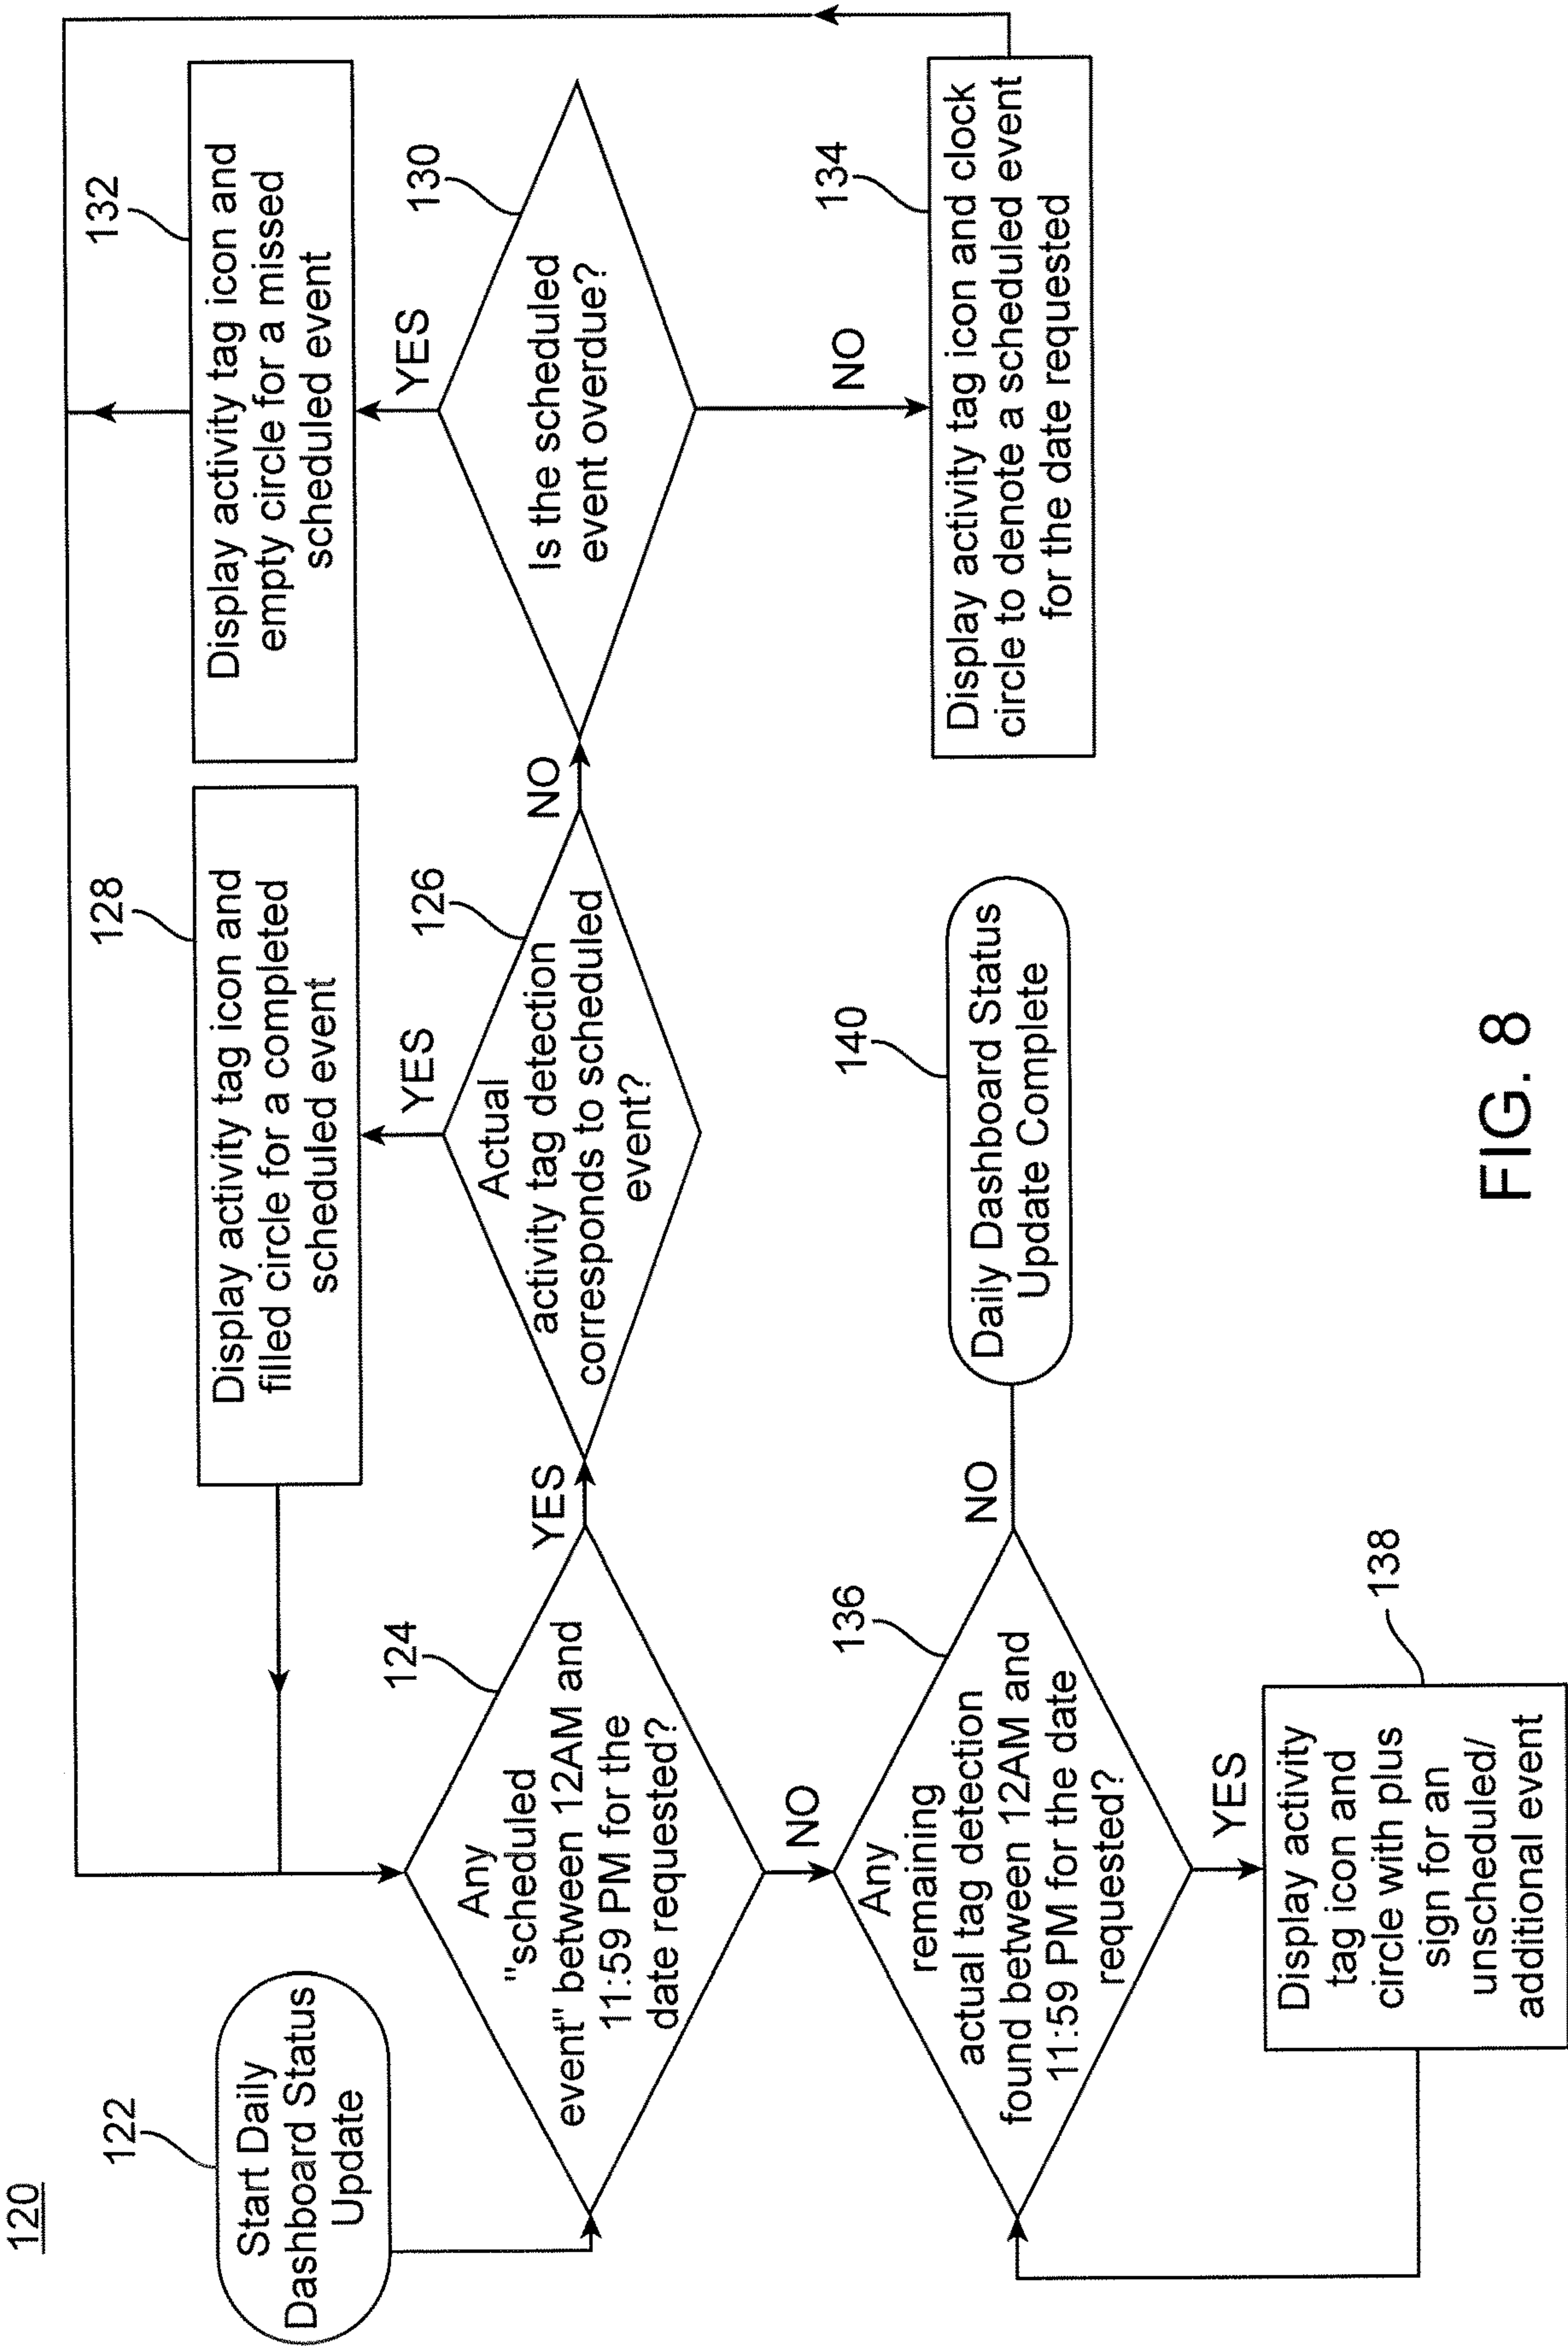 120
122
Start Daily
Dashboard Status
Update
124
Any
"scheduled
event" between 12AM and
11:59 PM for the
date requested?
YES
NO
126
Actual
activity tag detection
corresponds to scheduled
event?
YES
NO
128
Display activity tag icon and
filled circle for a completed
scheduled event
130
Is the scheduled
event overdue?
YES
NO
132
Display activity tag icon and
empty circle for a missed
scheduled event
134
Display activity tag icon and clock
circle to denote a scheduled event
for the date requested
136
Any
remaining
actual tag detection
found between 12AM and
11:59 PM for the date
requested?
NO
YES
138
Display activity
tag icon and
circle with plus
sign for an
unscheduled/
additional event
140
Daily Dashboard Status
Update Complete
FIG. 8